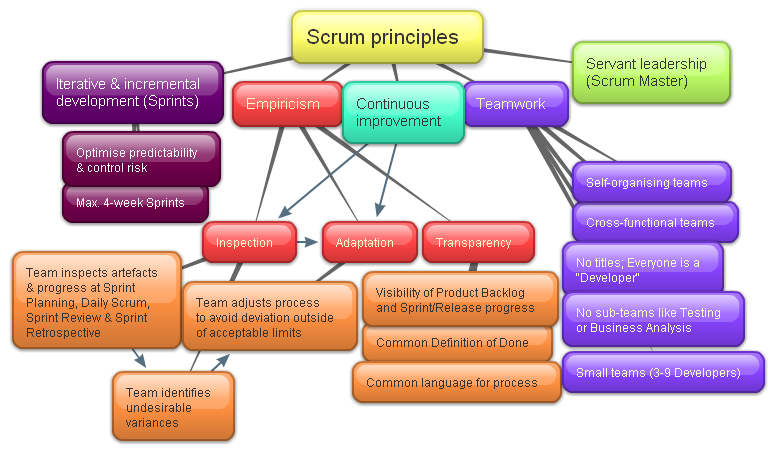 Scrum principles
Iterative & incremental
development (Sprints)
Empiricism
Continuous
improvement
Teamwork
Servant leadership
(Scrum Master)
Optimise predictability
& control risk
Max. 4-week Sprints
Self-organising teams
Cross-functional teams
No titles; Everyone is a
"Developer"
No sub-teams like Testing
or Business Analysis
Small teams (3-9 Developers)
Inspection
Adaptation
Transparency
Team inspects artefacts
& progress at Sprint
Planning, Daily Scrum,
Sprint Review & Sprint
Retrospective
Team adjusts process
to avoid deviation outside
of acceptable limits
Visibility of Product Backlog
and Sprint/Release progress
Common Definition of Done
Common language for process
Team identifies
undesirable
variances